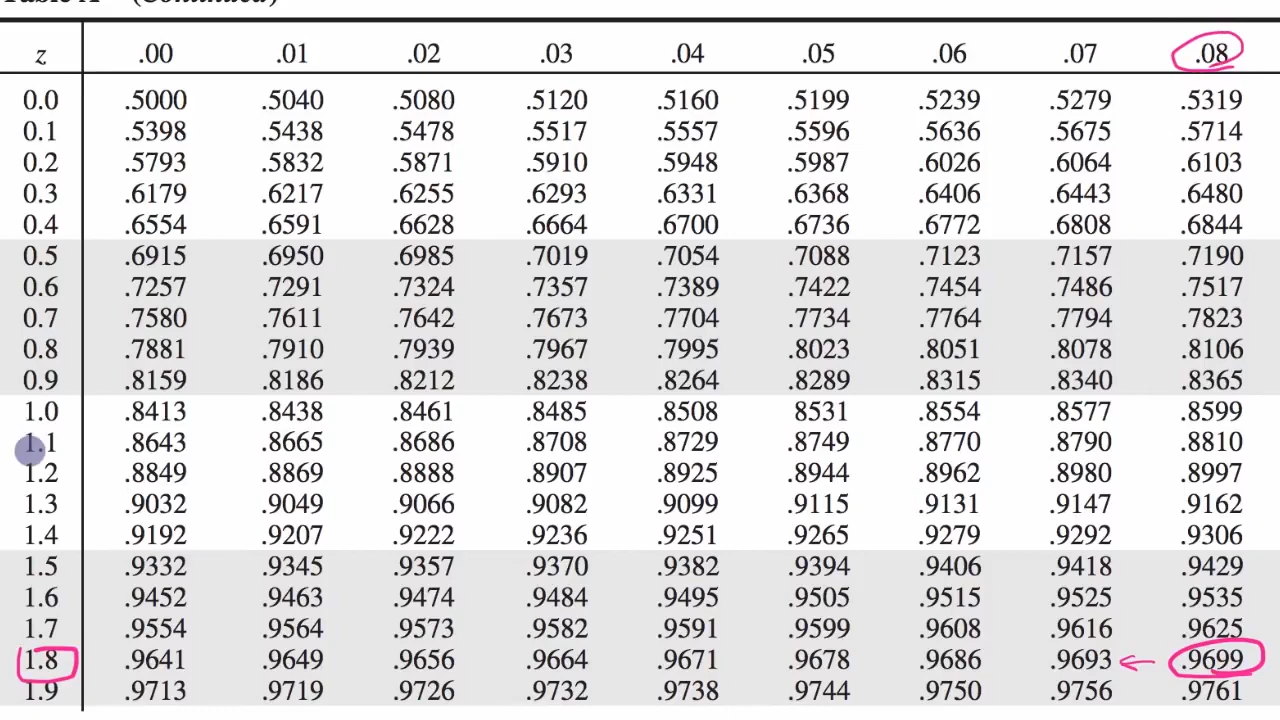 Table A (Continued)
z .00 .01 .02 .03 .04 .05 .06 .07 .08
0.0 .5000 .5040 .5080 .5120 .5160 .5199 .5239 .5279 .5319
0.1 .5398 .5438 .5478 .5517 .5557 .5596 .5636 .5675 .5714
0.2 .5793 .5832 .5871 .5910 .5948 .5987 .6026 .6064 .6103
0.3 .6179 .6217 .6255 .6293 .6331 .6368 .6406 .6443 .6480
0.4 .6554 .6591 .6628 .6664 .6700 .6736 .6772 .6808 .6844
0.5 .6915 .6950 .6985 .7019 .7054 .7088 .7123 .7157 .7190
0.6 .7257 .7291 .7324 .7357 .7389 .7422 .7454 .7486 .7517
0.7 .7580 .7611 .7642 .7673 .7704 .7734 .7764 .7794 .7823
0.8 .7881 .7910 .7939 .7967 .7995 .8023 .8051 .8078 .8106
0.9 .8159 .8186 .8212 .8238 .8264 .8289 .8315 .8340 .8365
1.0 .8413 .8438 .8461 .8485 .8508 .8531 .8554 .8577 .8599
1.1 .8643 .8665 .8686 .8708 .8729 .8749 .8770 .8790 .8810
1.2 .8849 .8869 .8888 .8907 .8925 .8944 .8962 .8980 .8997
1.3 .9032 .9049 .9066 .9082 .9099 .9115 .9131 .9147 .9162
1.4 .9192 .9207 .9222 .9236 .9251 .9265 .9279 .9292 .9306
1.5 .9332 .9345 .9357 .9370 .9382 .9394 .9406 .9418 .9429
1.6 .9452 .9463 .9474 .9484 .9495 .9505 .9515 .9525 .9535
1.7 .9554 .9564 .9573 .9582 .9591 .9599 .9608 .9616 .9625
1.8 .9641 .9649 .9656 .9664 .9671 .9678 .9686 .9693 ← .9699
1.9 .9713 .9719 .9726 .9732 .9738 .9744 .9750 .9756 .9761